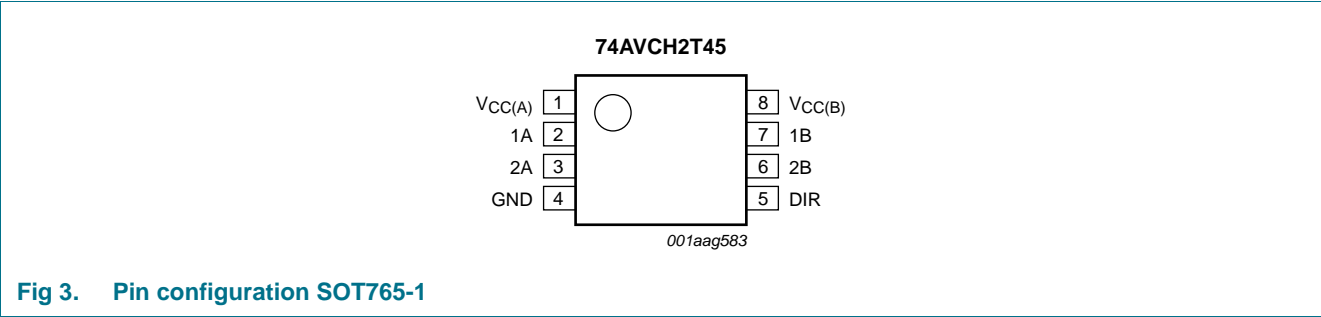 74AVCH2T45
VCC(A) 1 8 VCC(B)
1A 2 7 1B
2A 3 6 2B
GND 4 5 DIR
001aag583
Fig 3. Pin configuration SOT765-1